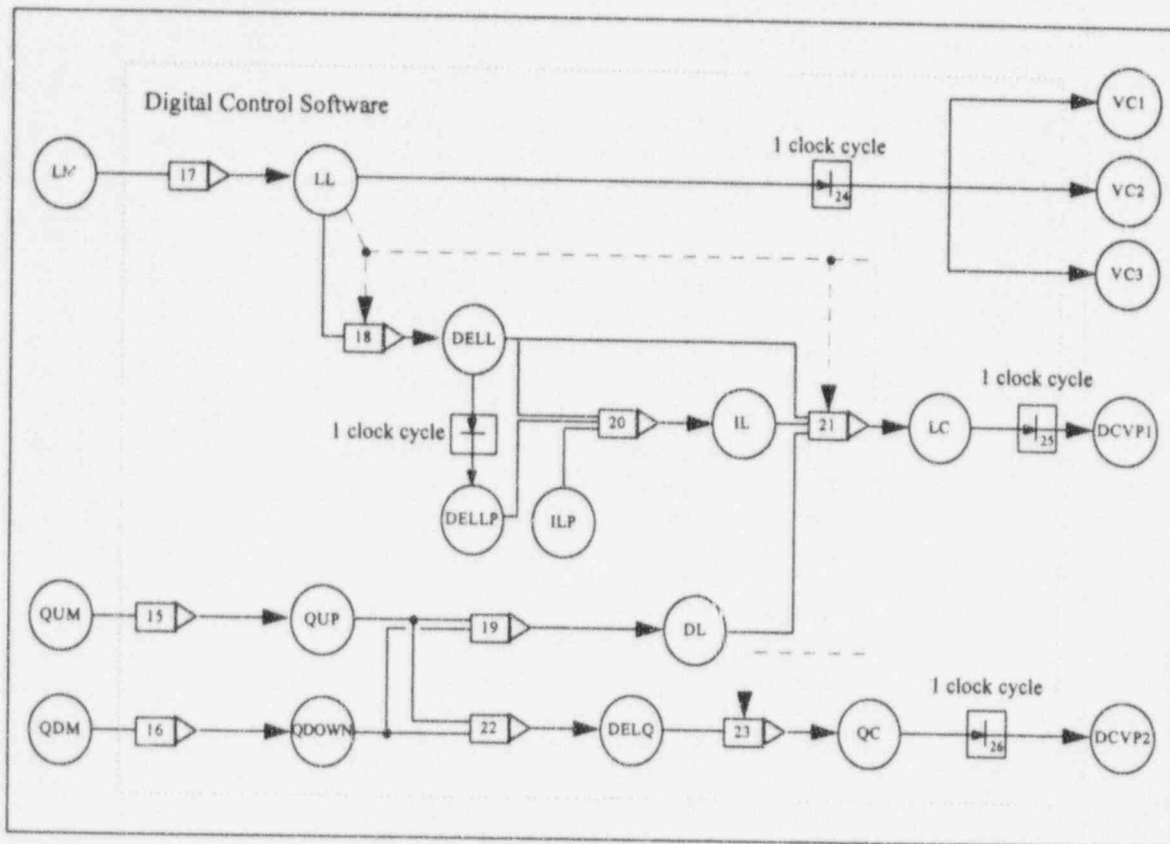 Digital Control Software
VC1
1 clock cycle
LM
17
LL
24
VC2
VC3
18
DELL
1 clock cycle
1 clock cycle
20
IL
21
LC
25
DCVP1
DELLP
ILP
QUM
15
QUP
19
DL
1 clock cycle
QDM
16
QDOWN
22
DELQ
23
QC
26
DCVP2